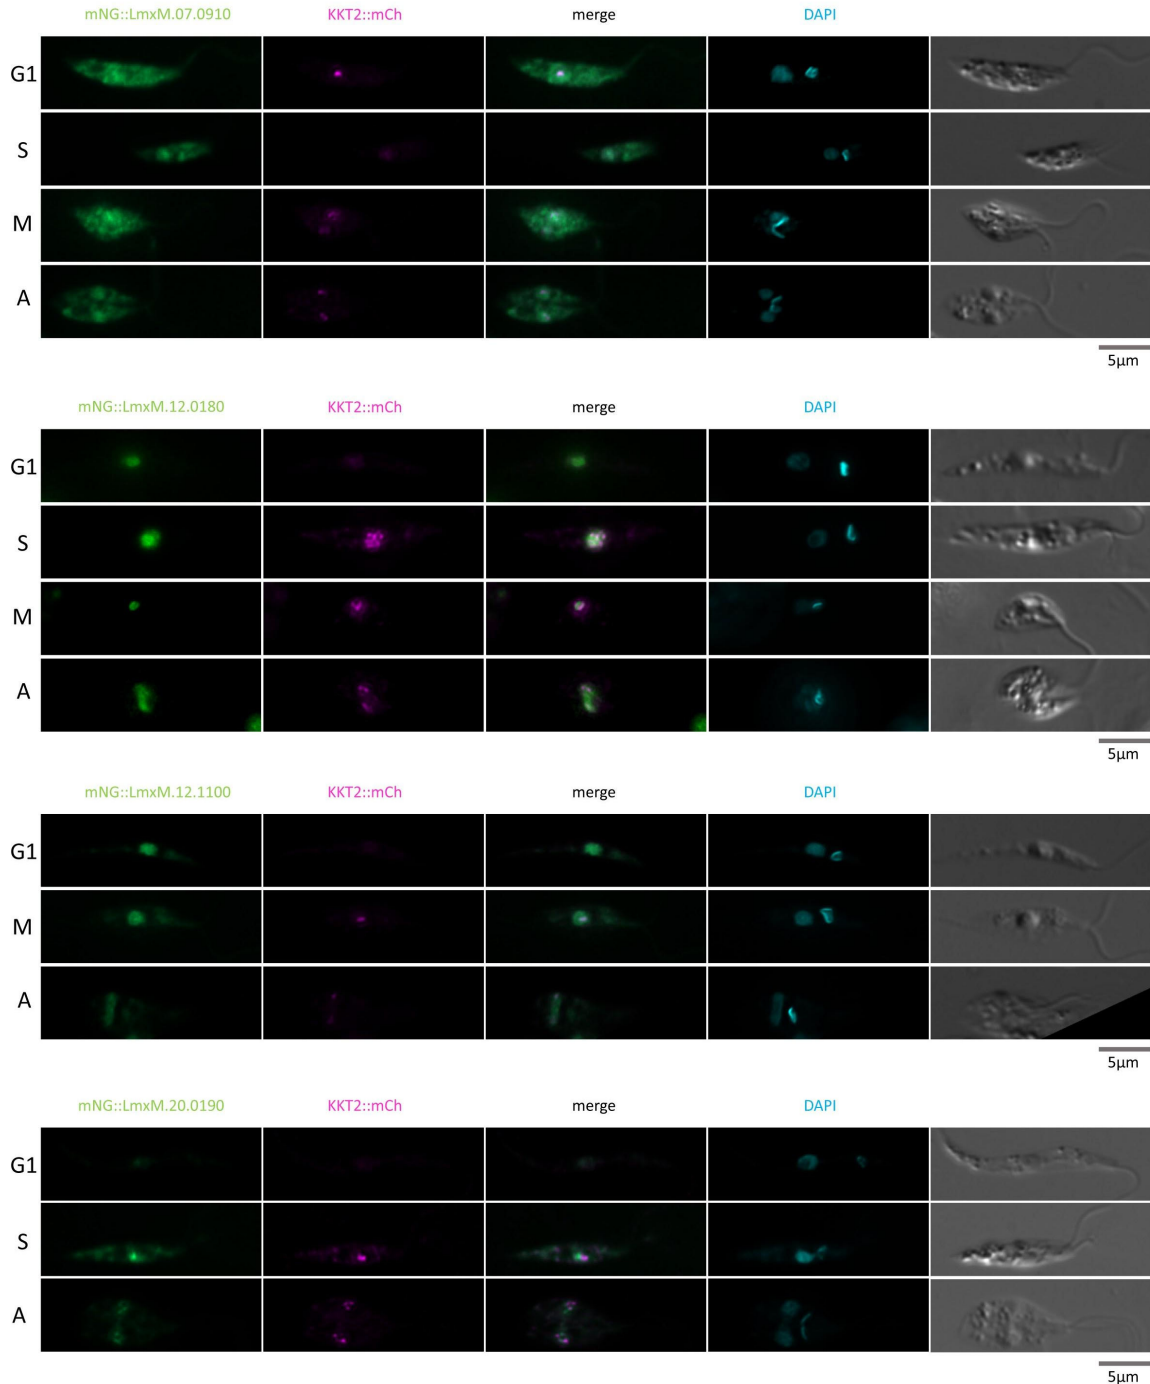 mNG::LmxM.07.0910 KKT2::mCh merge DAPI
G1
S
M
A
5µm
mNG::LmxM.12.0180 KKT2::mCh merge DAPI
G1
S
M
A
5µm
mNG::LmxM.12.1100 KKT2::mCh merge DAPI
G1
M
A
5µm
mNG::LmxM.20.0190 KKT2::mCh merge DAPI
G1
S
A
5µm